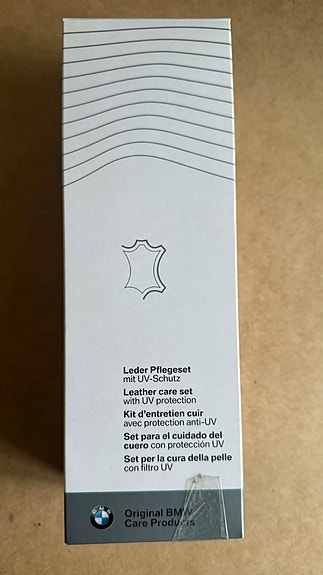 Leder Pflegeset
mit UV-Schutz
Leather care set
with UV protection
Kit d'entretien cuir
avec protection anti-UV
Set para el cuidado del
cuero con protección UV
Set per la cura della pelle
con filtro UV
BMW
Original BMW
Care Products